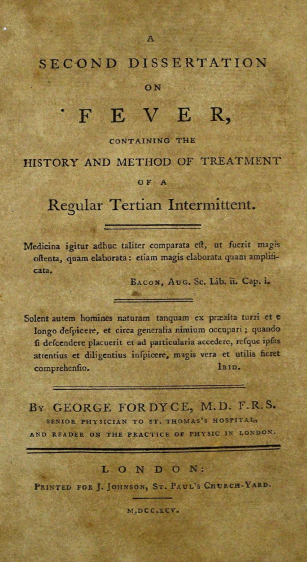 A
SECOND DISSERTATION
ON
FEVER,
CONTAINING THE
HISTORY AND METHOD OF TREATMENT
OF A
Regular Tertian Intermittent.
Medicina igitur adhuc taliter comparata eſt, ut fuerit magis
oſtenta, quam elaborata: etiam magis elaborata quam amplifi-
cata.
BACON, AUG. Sc. Lib. ii. Cap. i.
Solent autem homines naturam tanquam ex præalta turri et e
longo deſpicere, et circa generalia nimium occupari; quando
ſi deſcendere placuerit et ad particularia accedere, reſque ipſas
attentius et diligentius inſpicere, magis vera et utilis fieret
comprehenſio. IBID.
BY GEORGE FORDYCE, M.D. F.R.S.
SENIOR PHYSICIAN TO ST. THOMAS'S HOSPITAL,
AND READER ON THE PRACTICE OF PHYSIC IN LONDON.
LONDON:
PRINTED FOR J. JOHNSON, ST. PAUL'S CHURCH-YARD.
M,DCC,XCV.